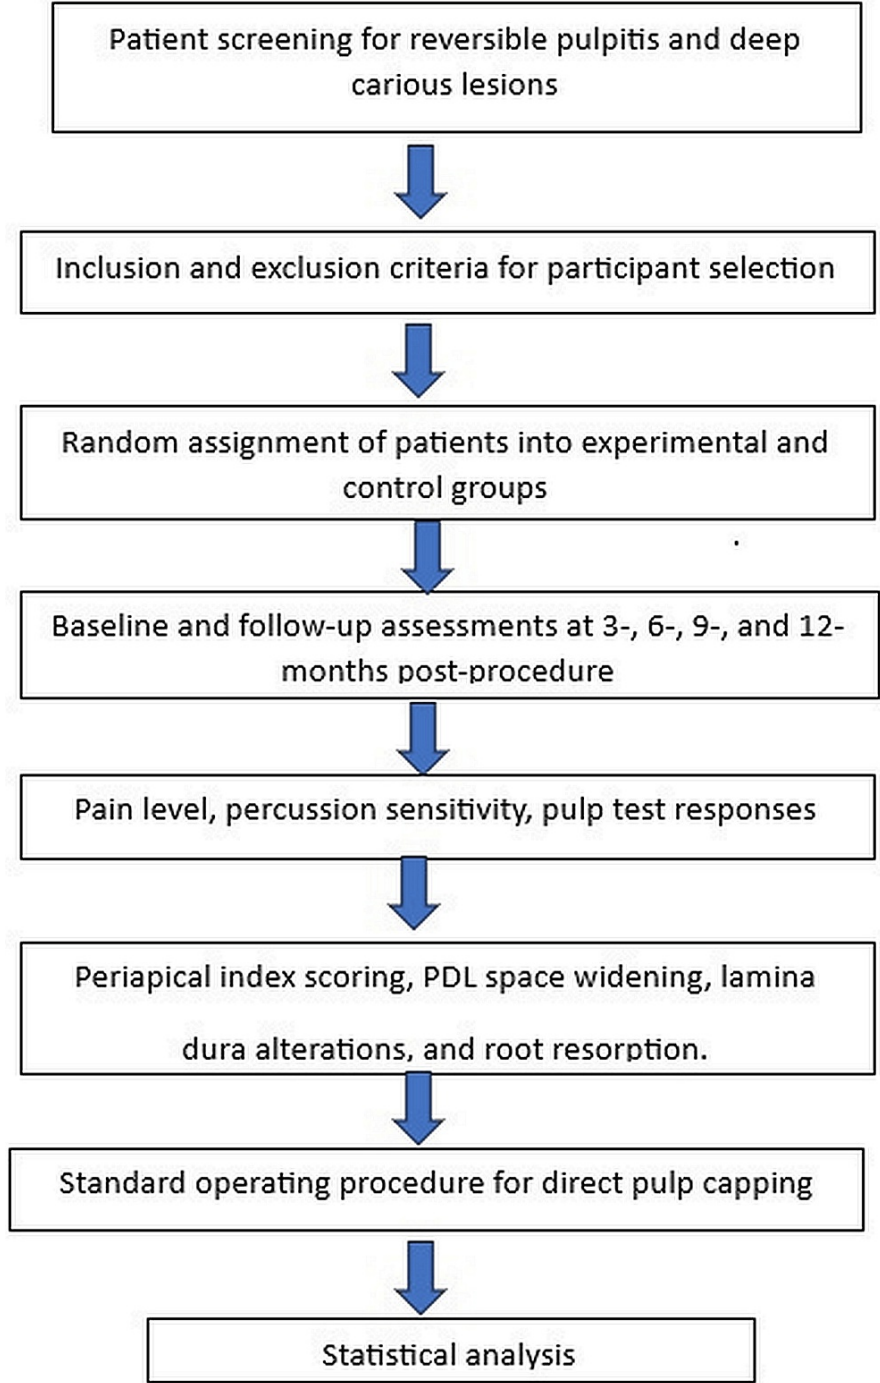 Patient screening for reversible pulpitis and deep
carious lesions
Inclusion and exclusion criteria for participant selection
Random assignment of patients into experimental and
control groups
Baseline and follow-up assessments at 3-, 6-, 9-, and 12-
months post-procedure
Pain level, percussion sensitivity, pulp test responses
Periapical index scoring, PDL space widening, lamina
dura alterations, and root resorption.
Standard operating procedure for direct pulp capping
Statistical analysis